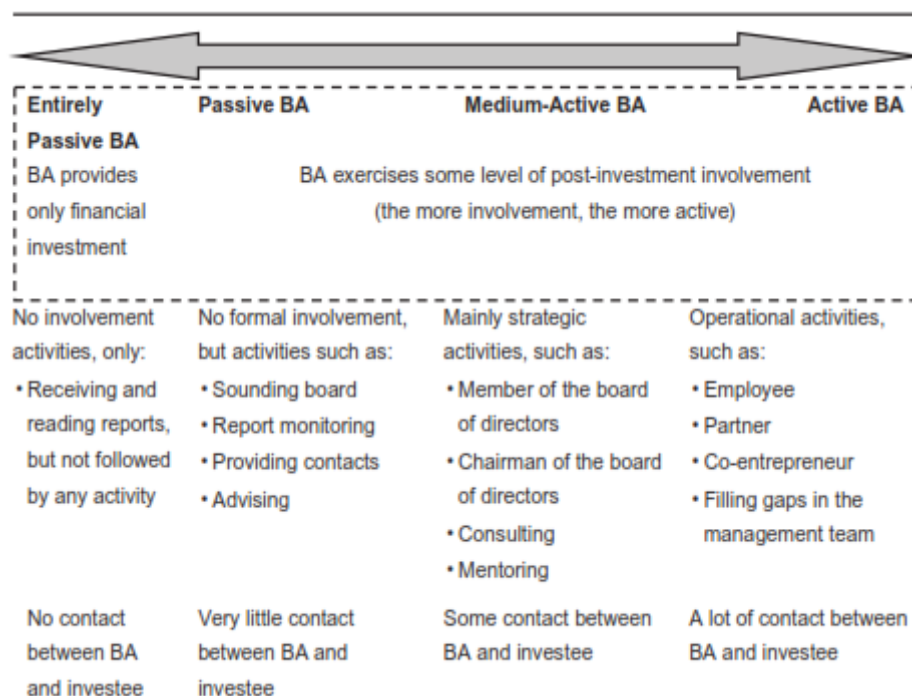 Entirely Passive BA
Passive BA
Medium-Active BA
Active BA
BA provides
only financial
investment
BA exercises some level of post-investment involvement
(the more involvement, the more active)
No involvement
activities, only:
• Receiving and
reading reports,
but not followed
by any activity
No contact
between BA
and investee
No formal involvement,
but activities such as:
• Sounding board
• Report monitoring
• Providing contacts
• Advising
Very little contact
between BA and
investee
Mainly strategic
activities, such as:
• Member of the board
of directors
• Chairman of the board
of directors
• Consulting
• Mentoring
Some contact between
BA and investee
Operational activities,
such as:
• Employee
• Partner
• Co-entrepreneur
• Filling gaps in the
management team
A lot of contact between
BA and investee